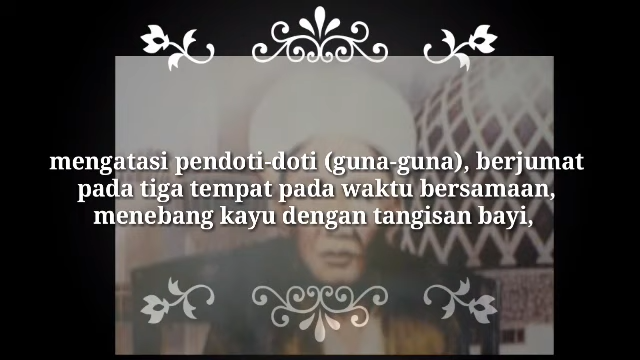 mengatasi pendoti-doti (guna-guna), berjumat
pada tiga tempat pada waktu bersamaan,
menebang kayu dengan tangisan bayi,